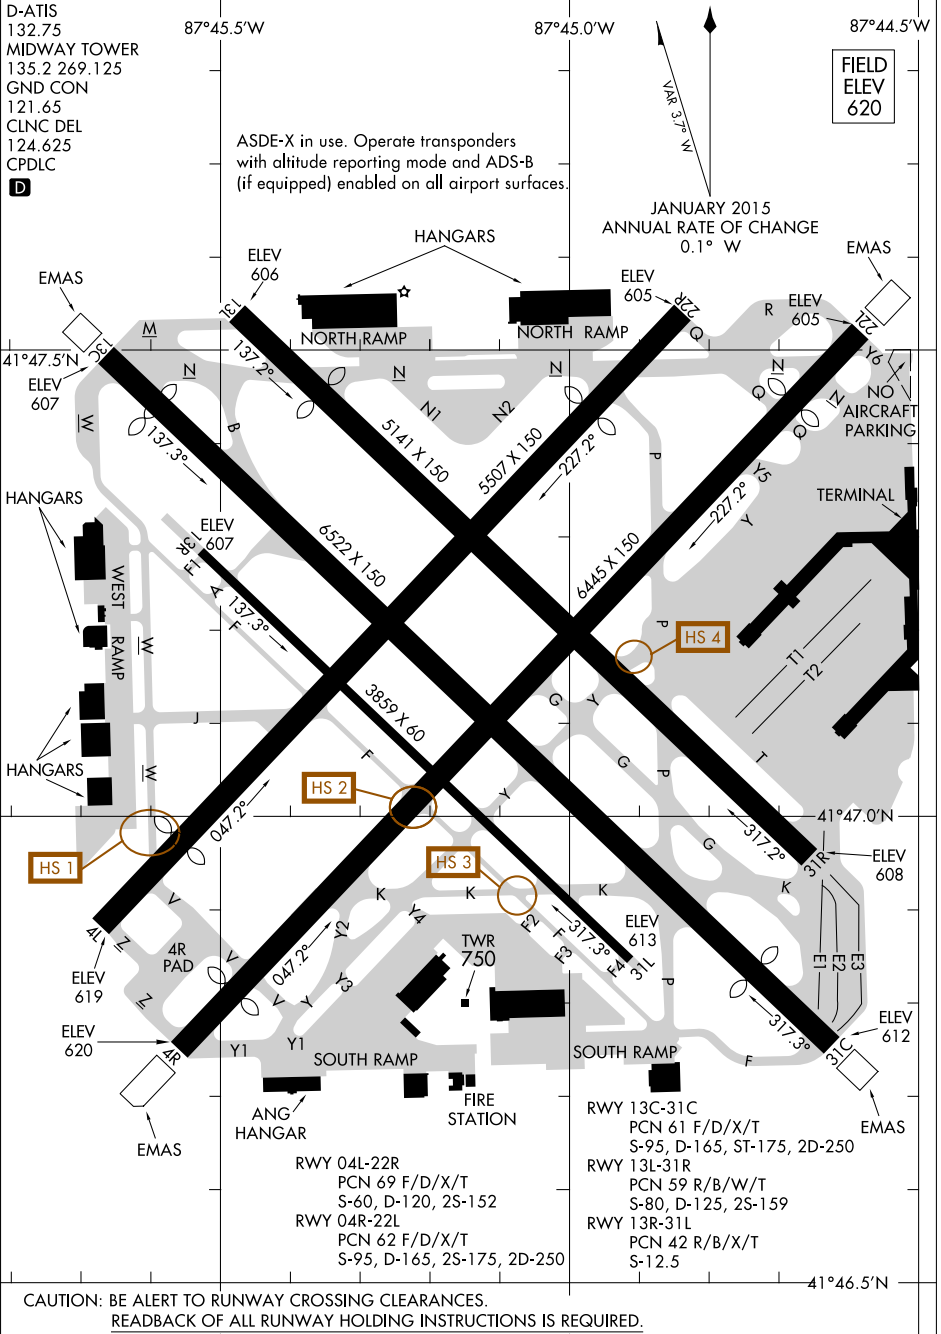 D-ATIS
132.75
MIDWAY TOWER
135.2 269.125
GND CON
121.65
CLNC DEL
124.625
CPDLC
D
87°45.5'W
87°45.0'W
87°44.5'W
VAR 3.7° W
FIELD
ELEV
620
ASDE-X in use. Operate transponders
with altitude reporting mode and ADS-B
(if equipped) enabled on all airport surfaces.
JANUARY 2015
ANNUAL RATE OF CHANGE
0.1° W
HANGARS
EMAS
ELEV
606
ELEV
605
ELEV
605
EMAS
13L
22R
22L
R
Q
M
NORTH RAMP
NORTH RAMP
41°47.5'N
13C
ELEV
607
137.2°
N
N
N
N
Y6
NO
AIRCRAFT
PARKING
W
B
N1
N2
Q
Q
N
137.3°
5141 X 150
5507 X 150
227.2°
P
Y5
227.2°
Y
HANGARS
TERMINAL
ELEV
607
13R
F1
A
F
137.3°
6522 X 150
6445 X 150
WEST
RAMP
W
P
HS 4
T1
T2
3859 X 60
G
Y
J
F
G
P
T
HANGARS
W
HS 2
Y
047.2°
41°47.0'N
317.2°
HS 1
HS 3
G
31R
ELEV
608
V
K
K
K
K
4L
Z
Y2
Y4
F2
F
F3
317.3°
ELEV
613
31L
F4
4R
PAD
V
047.2°
TWR
750
E1
E2
E3
ELEV
619
Z
V
Y
Y3
P
317.3°
ELEV
612
ELEV
620
4R
Y1
Y1
SOUTH RAMP
SOUTH RAMP
F
31C
EMAS
ANG
HANGAR
FIRE
STATION
EMAS
RWY 13C-31C
PCN 61 F/D/X/T
S-95, D-165, ST-175, 2D-250
RWY 04L-22R
PCN 69 F/D/X/T
S-60, D-120, 2S-152
RWY 13L-31R
PCN 59 R/B/W/T
S-80, D-125, 2S-159
RWY 04R-22L
PCN 62 F/D/X/T
S-95, D-165, 2S-175, 2D-250
RWY 13R-31L
PCN 42 R/B/X/T
S-12.5
41°46.5'N
CAUTION: BE ALERT TO RUNWAY CROSSING CLEARANCES.
READBACK OF ALL RUNWAY HOLDING INSTRUCTIONS IS REQUIRED.